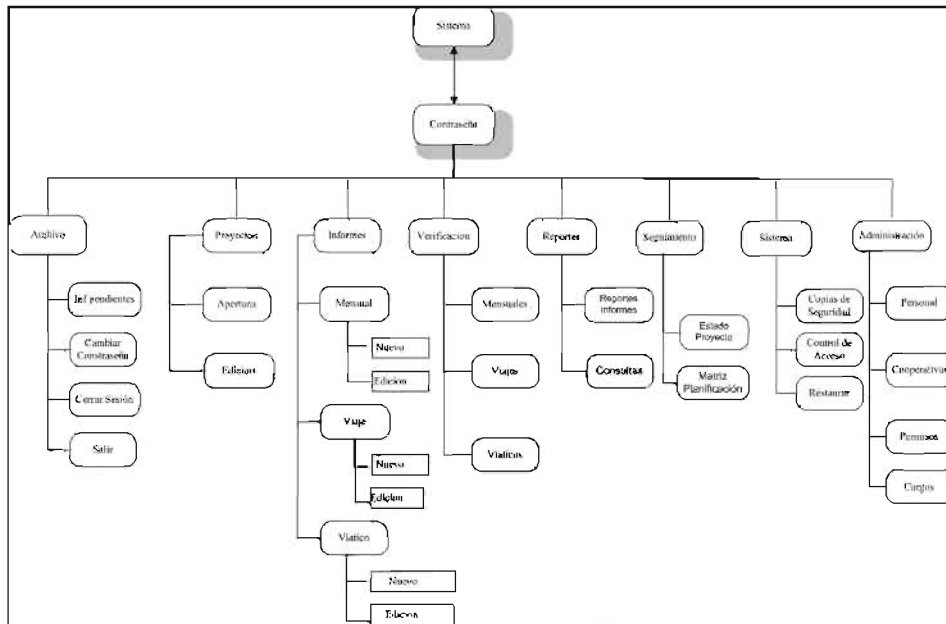 Sistema
Contraseña
Archivo
Inf pendientes
Cambiar
Constraseña
Cerrar Sesión
Salir
Proyectos
Apertura
Edicion
Informes
Mensual
Nuevo
Edicion
Viaje
Nuevo
Edicion
Viatico
Nuevo
Edicion
Verificacion
Mensuales
Viajes
Viaticos
Reportes
Reportes
Informes
Consultas
Seguimiento
Estado
Proyecto
Matriz
Planificación
Sistema
Copias de
Seguridad
Control de
Acceso
Restaurar
Administración
Personal
Cooperativas
Permisos
Cargos